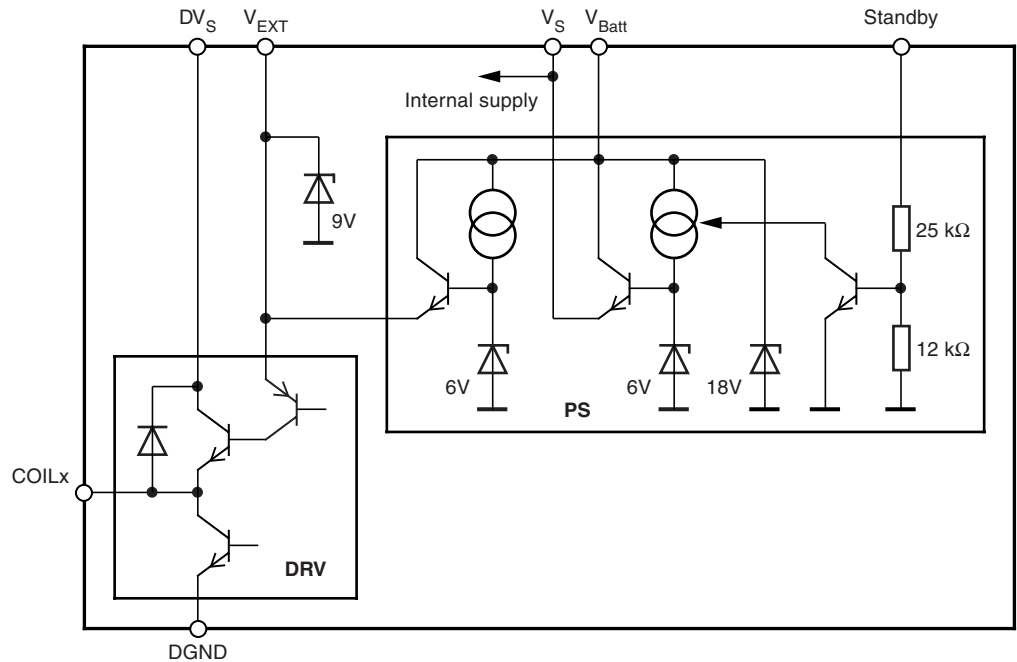 DVS VEXT VS VBatt Standby
Internal supply
9V
25 kΩ
12 kΩ
6V 6V 18V
PS
COILx
DRV
DGND